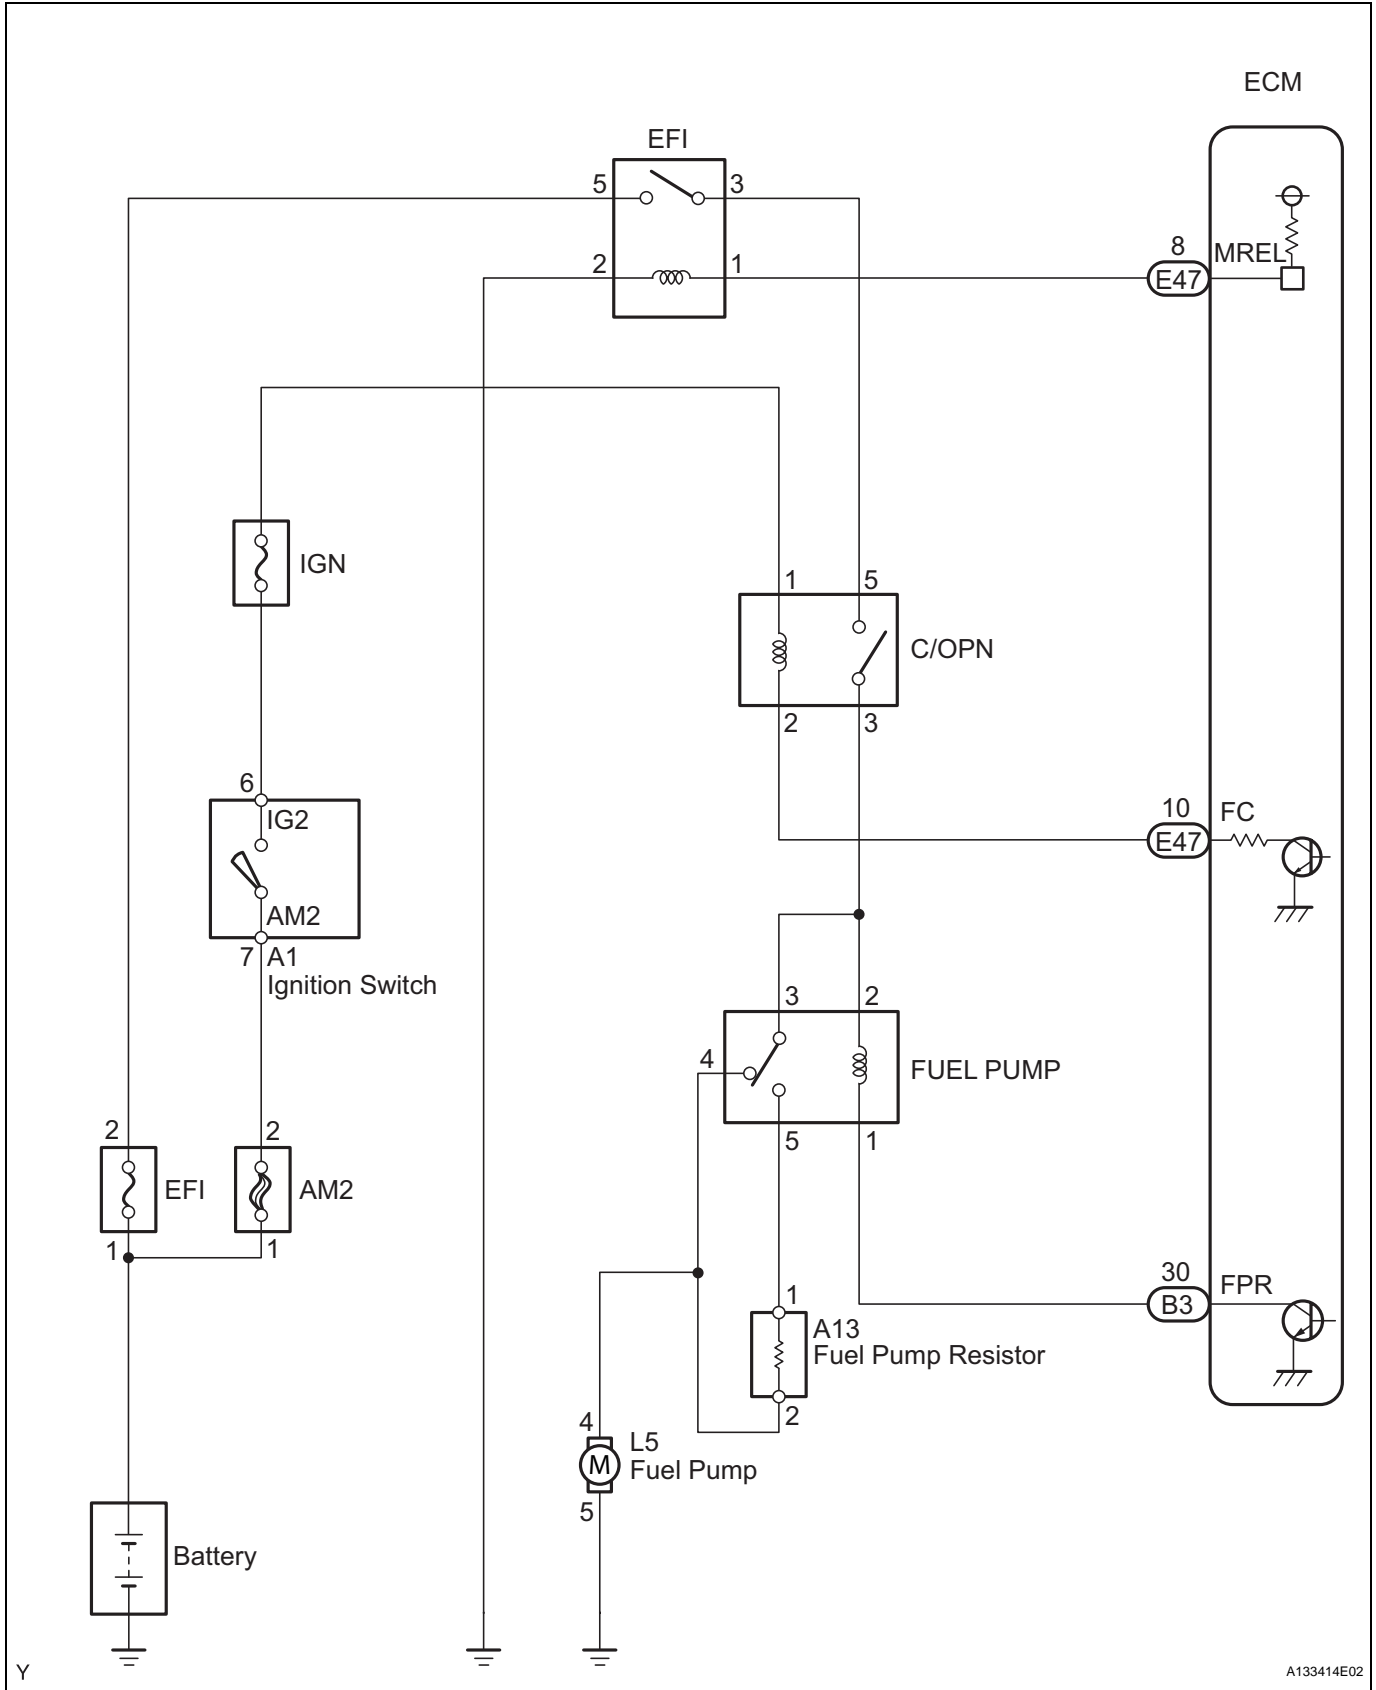 ECM
EFI
5
3
2
1
8
E47
MREL
IGN
1
5
C/OPN
2
3
6
IG2
AM2
7
A1
Ignition Switch
10
E47
FC
3
2
4
FUEL PUMP
5
1
2
2
EFI
AM2
1
1
30
B3
FPR
1
A13
Fuel Pump Resistor
2
4
L5
M
Fuel Pump
5
Battery
Y
A133414E02